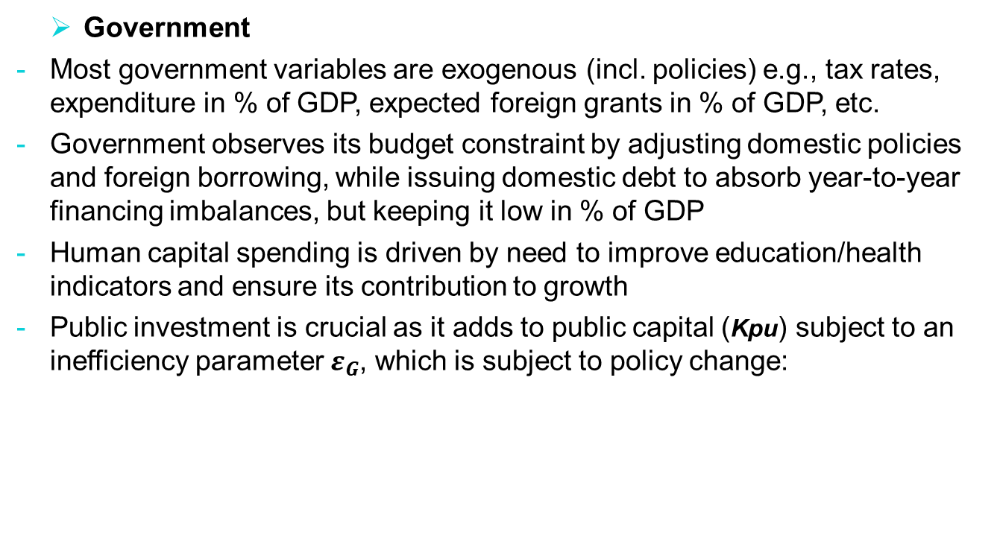 ➢ Government
- Most government variables are exogenous (incl. policies) e.g., tax rates,
expenditure in % of GDP, expected foreign grants in % of GDP, etc.
- Government observes its budget constraint by adjusting domestic policies
and foreign borrowing, while issuing domestic debt to absorb year-to-year
financing imbalances, but keeping it low in % of GDP
- Human capital spending is driven by need to improve education/health
indicators and ensure its contribution to growth
- Public investment is crucial as it adds to public capital (Kpu) subject to an
inefficiency parameter 𝜺_𝑮, which is subject to policy change: